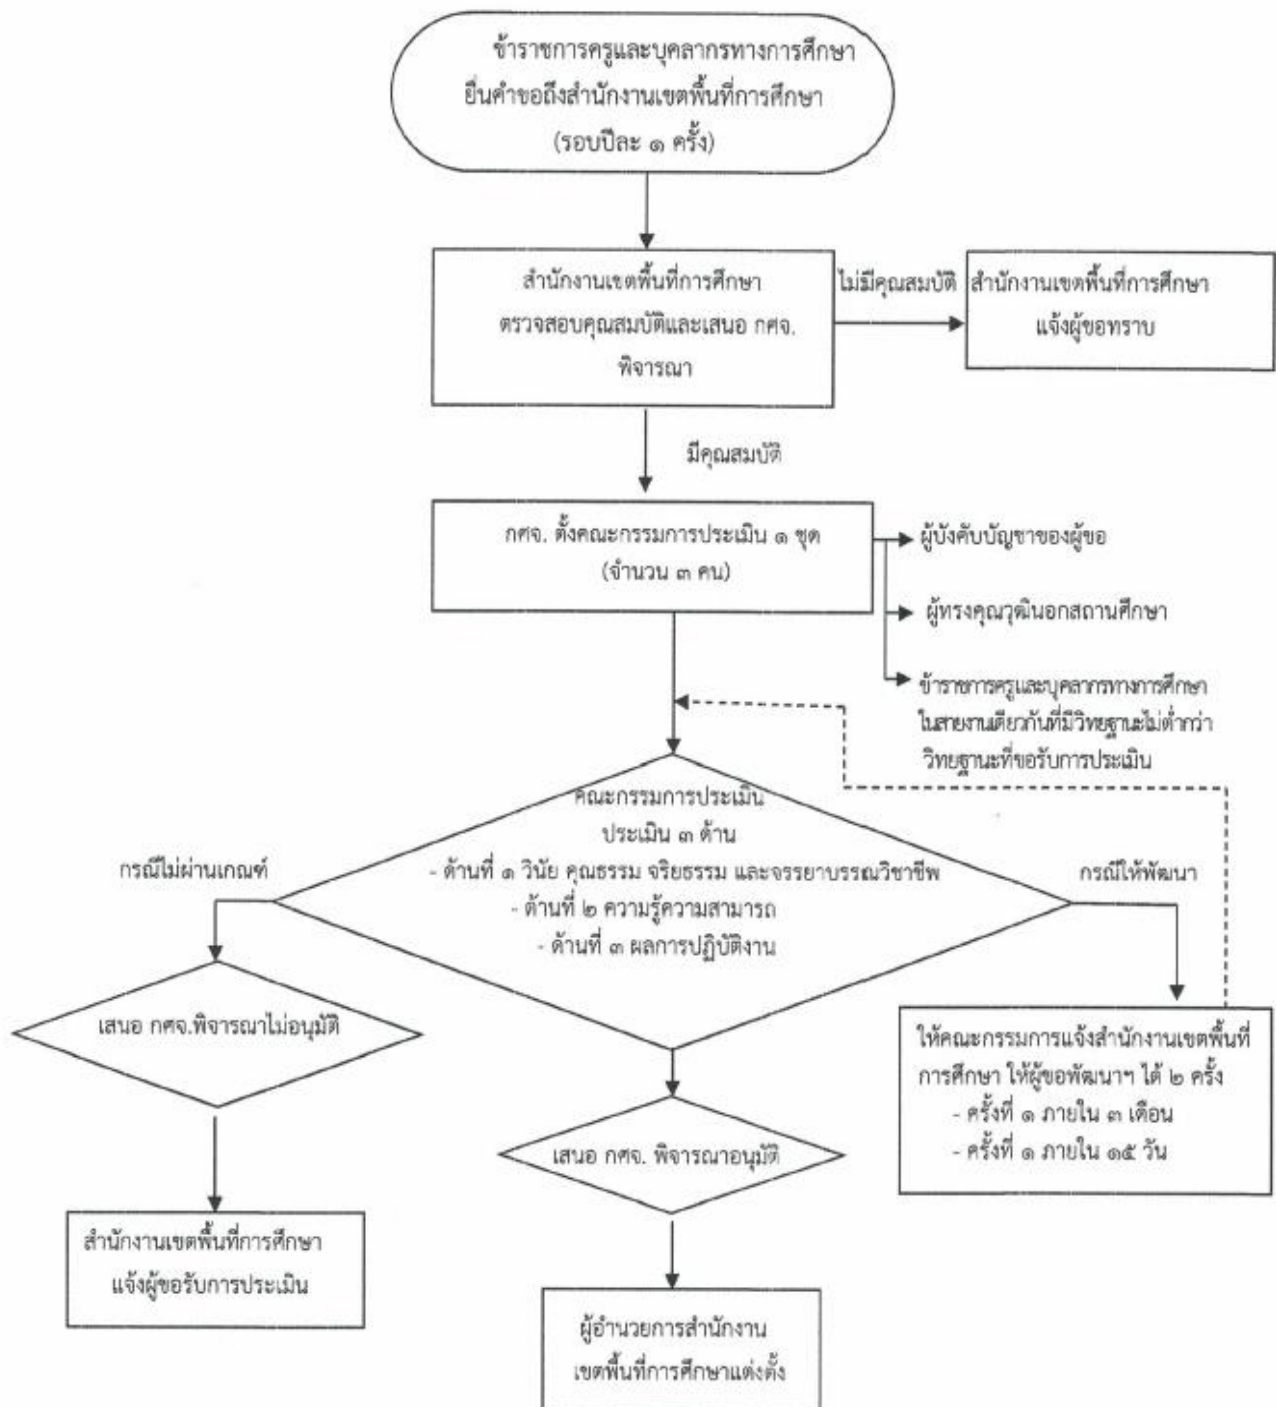 ข้าราชการครูและบุคลากรทางการศึกษา
ยื่นคำขอถึงสำนักงานเขตพื้นที่การศึกษา
(รอบปีละ ๑ ครั้ง)
สำนักงานเขตพื้นที่การศึกษา
ตรวจสอบคุณสมบัติและเสนอ กศจ.
พิจารณา
ไม่มีคุณสมบัติ
สำนักงานเขตพื้นที่การศึกษา
แจ้งผู้ขอทราบ
มีคุณสมบัติ
กศจ. ตั้งคณะกรรมการประเมิน ๑ ชุด
(จำนวน ๓ คน)
ผู้บังคับบัญชาของผู้ขอ
ผู้ทรงคุณวุฒินอกสถานศึกษา
ข้าราชการครูและบุคลากรทางการศึกษา
ในสายงานเดียวกันที่มีวิทยฐานะไม่ต่ำกว่า
วิทยฐานะที่ขอรับการประเมิน
คณะกรรมการประเมิน
ประเมิน ๓ ด้าน
- ด้านที่ ๑ วินัย คุณธรรม จริยธรรม และจรรยาบรรณวิชาชีพ
- ด้านที่ ๒ ความรู้ความสามารถ
- ด้านที่ ๓ ผลการปฏิบัติงาน
กรณีไม่ผ่านเกณฑ์
กรณีให้พัฒนา
เสนอ กศจ.พิจารณาไม่อนุมัติ
ให้คณะกรรมการแจ้งสำนักงานเขตพื้นที่
การศึกษา ให้ผู้ขอพัฒนาฯ ได้ ๒ ครั้ง
- ครั้งที่ ๑ ภายใน ๓ เดือน
- ครั้งที่ ๑ ภายใน ๑๕ วัน
เสนอ กศจ. พิจารณาอนุมัติ
สำนักงานเขตพื้นที่การศึกษา
แจ้งผู้ขอรับการประเมิน
ผู้อำนวยการสำนักงาน
เขตพื้นที่การศึกษาแต่งตั้ง